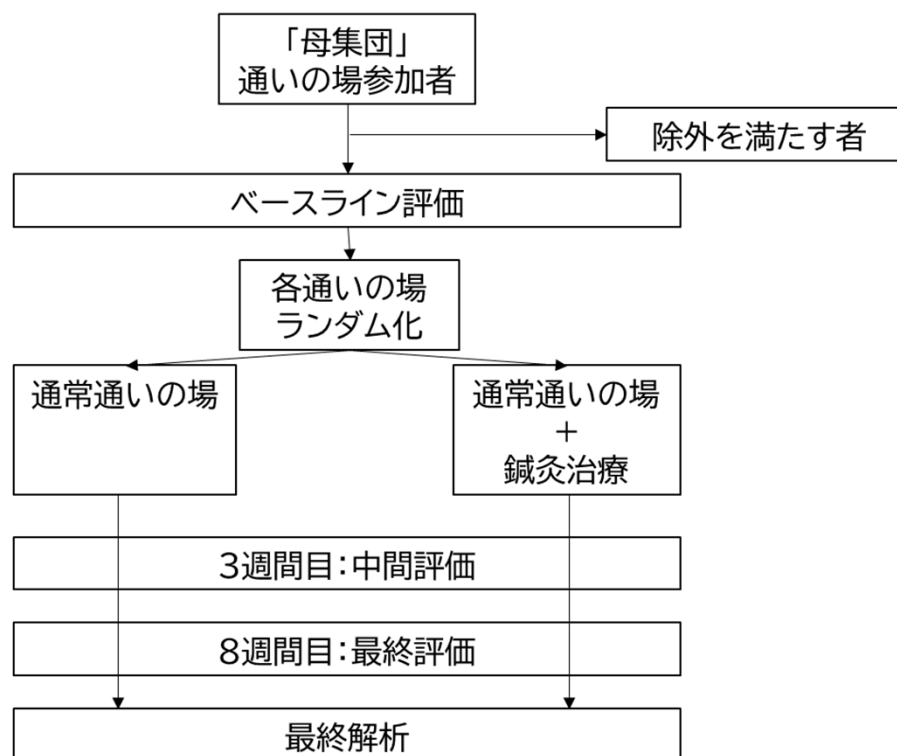 「母集団」
通いの場参加者
除外を満たす者
ベースライン評価
各通いの場
ランダム化
通常通いの場
通常通いの場
+
鍼灸治療
3週間目:中間評価
8週間目:最終評価
最終解析